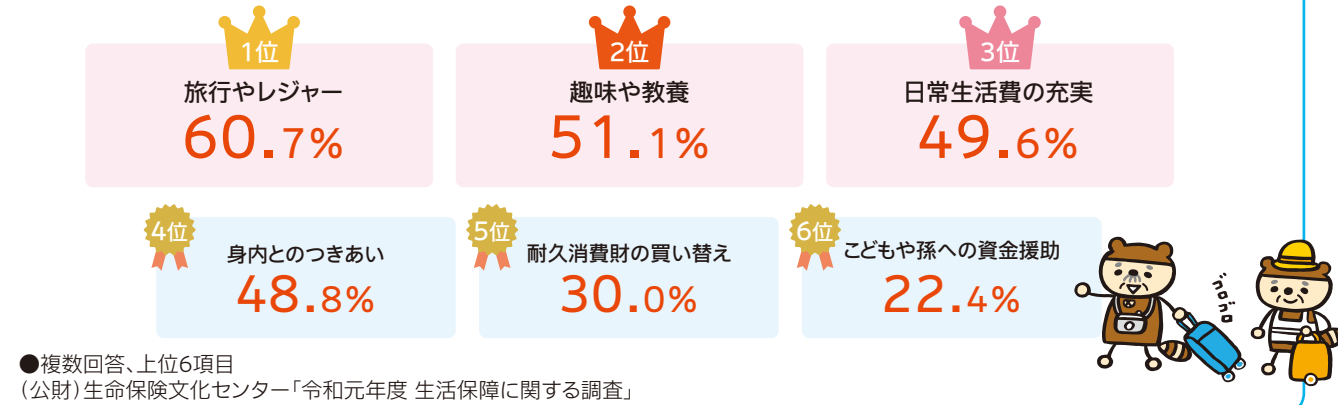 1位
旅行やレジャー
60.7%
2位
趣味や教養
51.1%
3位
日常生活費の充実
49.6%
4位
身内とのつきあい
48.8%
5位
耐久消費財の買い替え
30.0%
6位
こどもや孫への資金援助
22.4%
ゴロゴロ
●複数回答、上位6項目
(公財)生命保険文化センター「令和元年度 生活保障に関する調査」